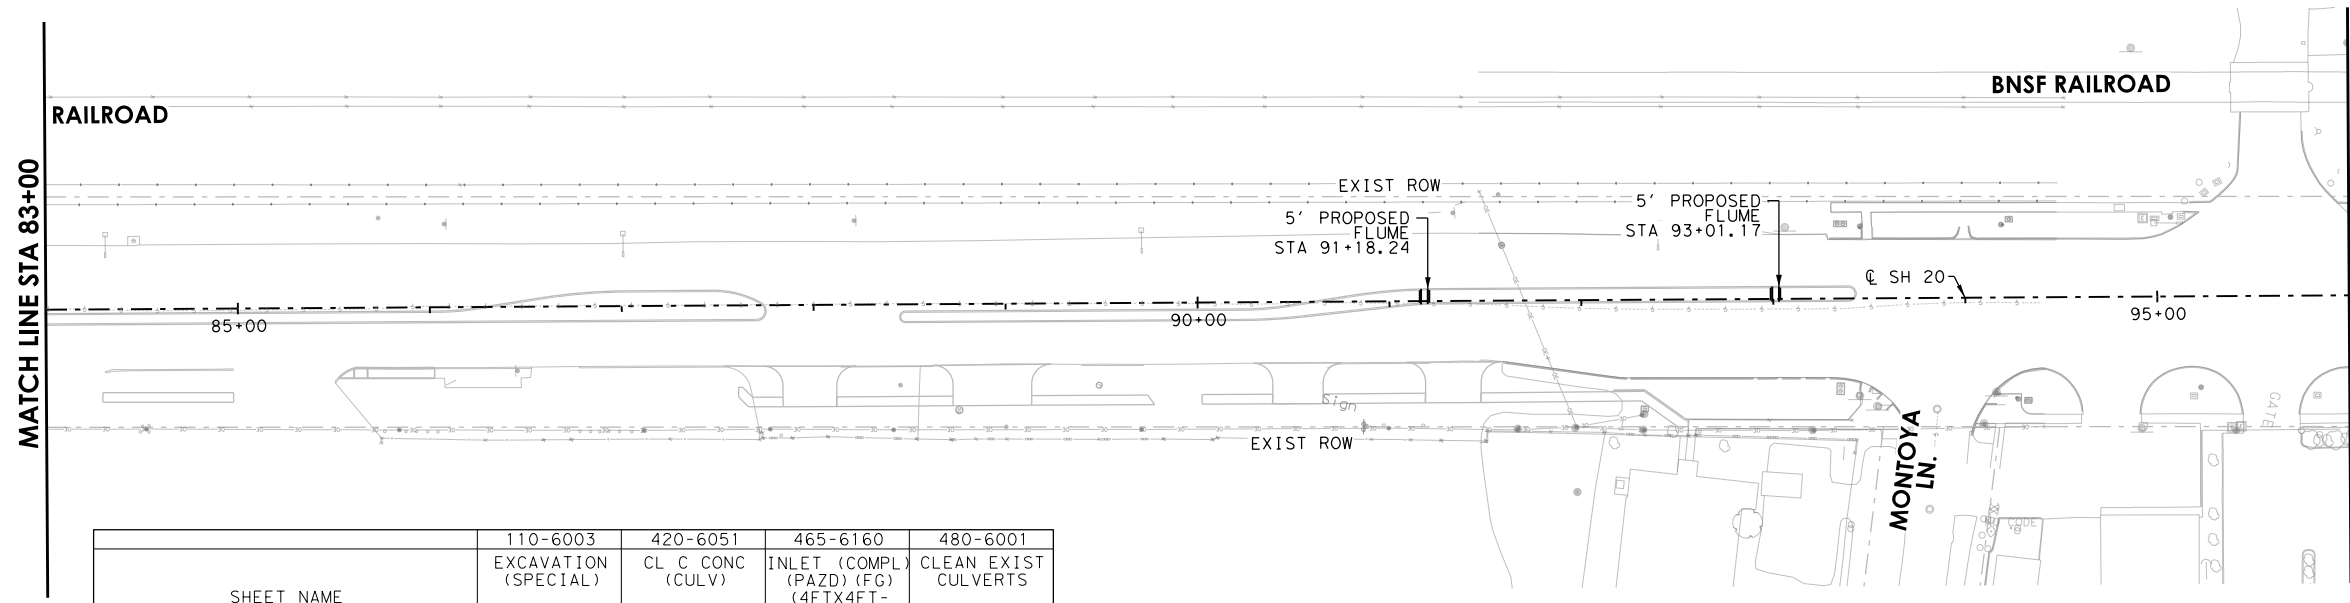 BNSF RAILROAD
RAILROAD
MATCH LINE STA 83+00
EXIST ROW
5' PROPOSED
FLUME
STA 91+18.24
5' PROPOSED
FLUME
STA 93+01.17
℄ SH 20
85+00
90+00
95+00
Sign
EXIST ROW
MONTOYA
LN.
GATE
CODE
110-6003
420-6051
465-6160
480-6001
EXCAVATION
(SPECIAL)
CL C CONC
(CULV)
INLET (COMPL)
(PAZD)(FG)
(4FTX4FT-
CLEAN EXIST
CULVERTS
SHEET NAME